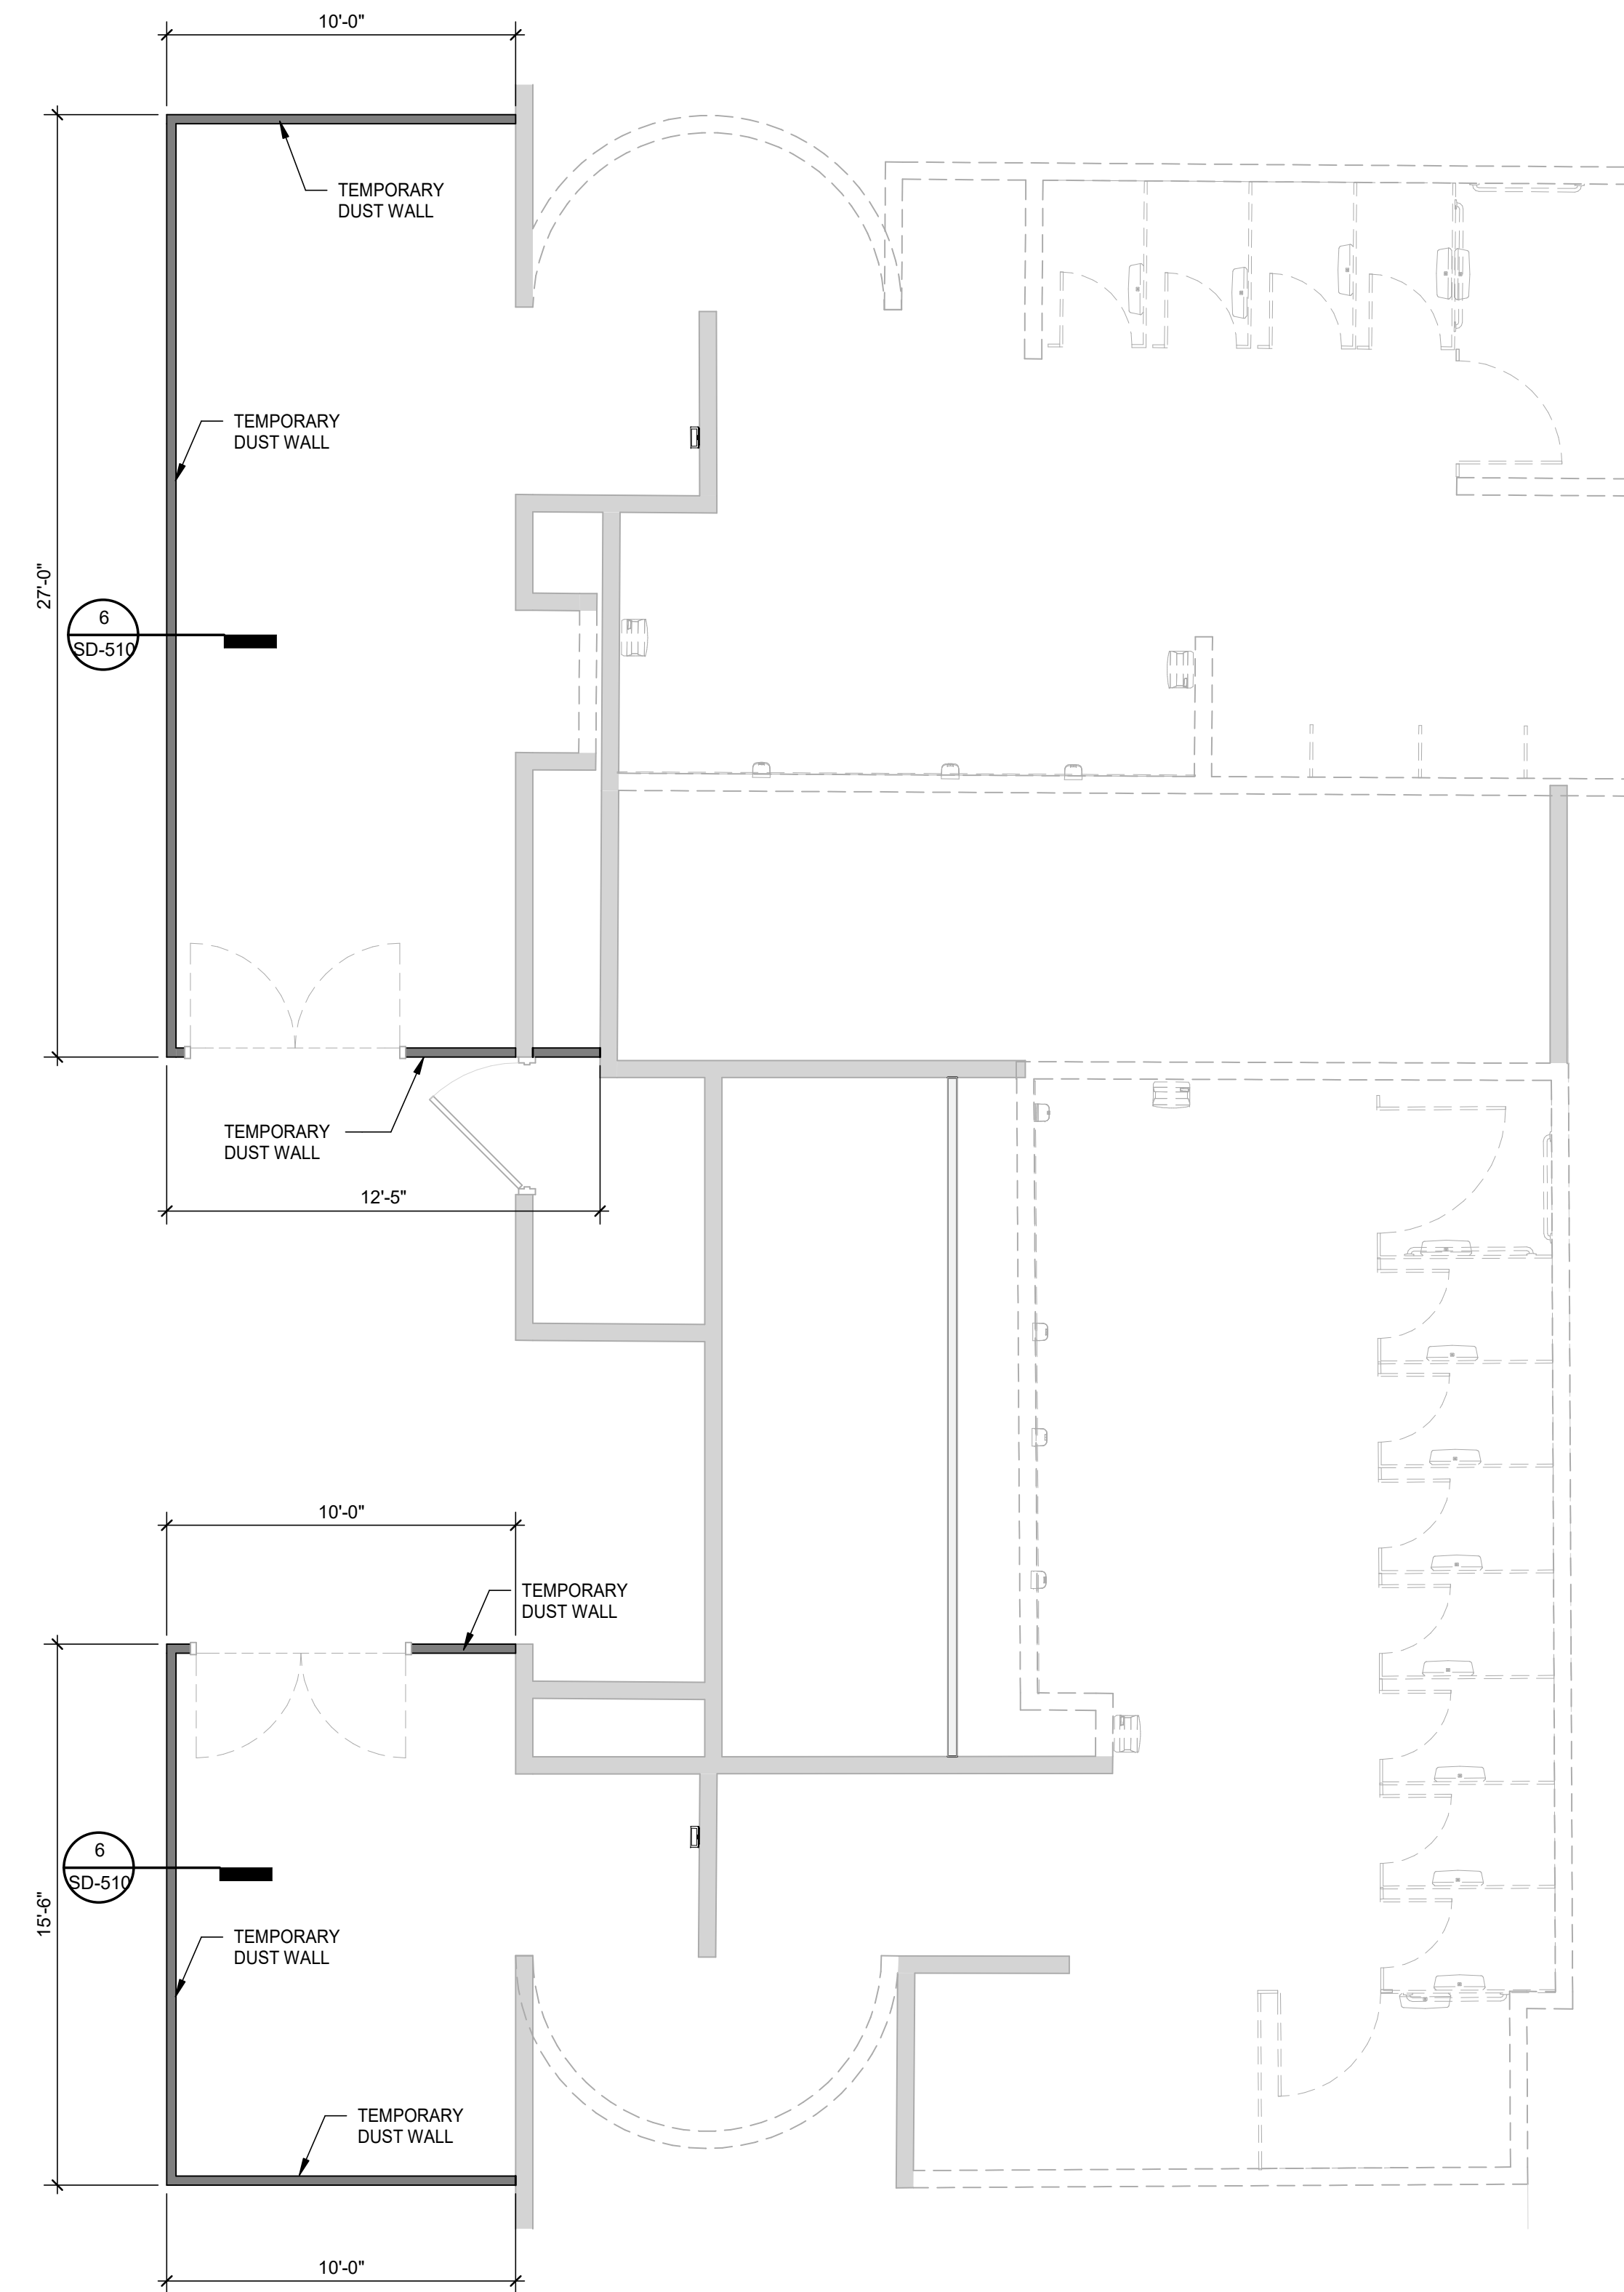 10'-0"
TEMPORARY
DUST WALL
TEMPORARY
DUST WALL
27'-0"
6
SD-510
TEMPORARY
DUST WALL
12'-5"
10'-0"
TEMPORARY
DUST WALL
6
SD-510
15'-6"
TEMPORARY
DUST WALL
TEMPORARY
DUST WALL
10'-0"